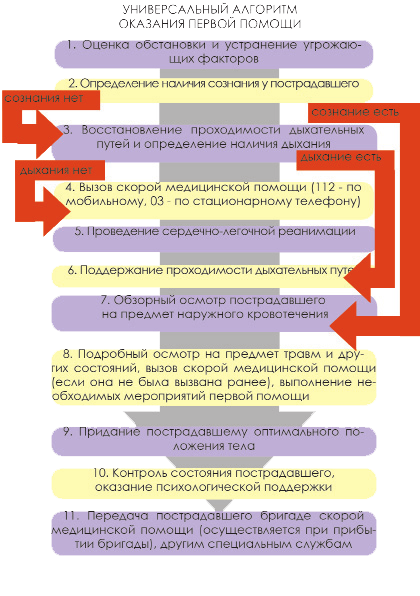 УНИВЕРСАЛЬНЫЙ АЛГОРИТМ
ОКАЗАНИЯ ПЕРВОЙ ПОМОЩИ
1. Оценка обстановки и устранение угрожаю-
щих факторов
2. Определение наличия сознания у пострадавшего
сознания нет
сознание есть
3. Восстановление проходимости дыхательных
путей и определение наличия дыхания
дыхание есть
дыхания нет
4. Вызов скорой медицинской помощи (112 - по
мобильному, 03 - по стационарному телефону)
5. Проведение сердечно-легочной реанимации
6. Поддержание проходимости дыхательных путе
7. Обзорный осмотр пострадавшего
на предмет наружного кровотечения
8. Подробный осмотр на предмет травм и дру-
гих состояний, вызов скорой медицинской помощи
(если она не была вызвана ранее), выполнение не-
обходимых мероприятий первой помощи
9. Придание пострадавшему оптимального по-
ложения тела
10. Контроль состояния пострадавшего,
оказание психологической поддержки
11. Передача пострадавшего бригаде скорой
медицинской помощи (осуществляется при прибы-
тии бригады), другим специальным службам